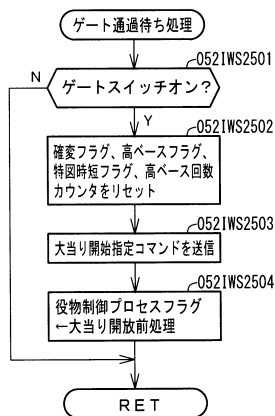 ゲート通過待ち処理
052IWS2501
N
ゲートスイッチオン？
Y
052IWS2502
確変フラグ、高ベースフラグ、
特図時短フラグ、高ベース回数
カウンタをリセット
052IWS2503
大当り開始指定コマンドを送信
052IWS2504
役物制御プロセスフラグ
←大当り開放前処理
RET